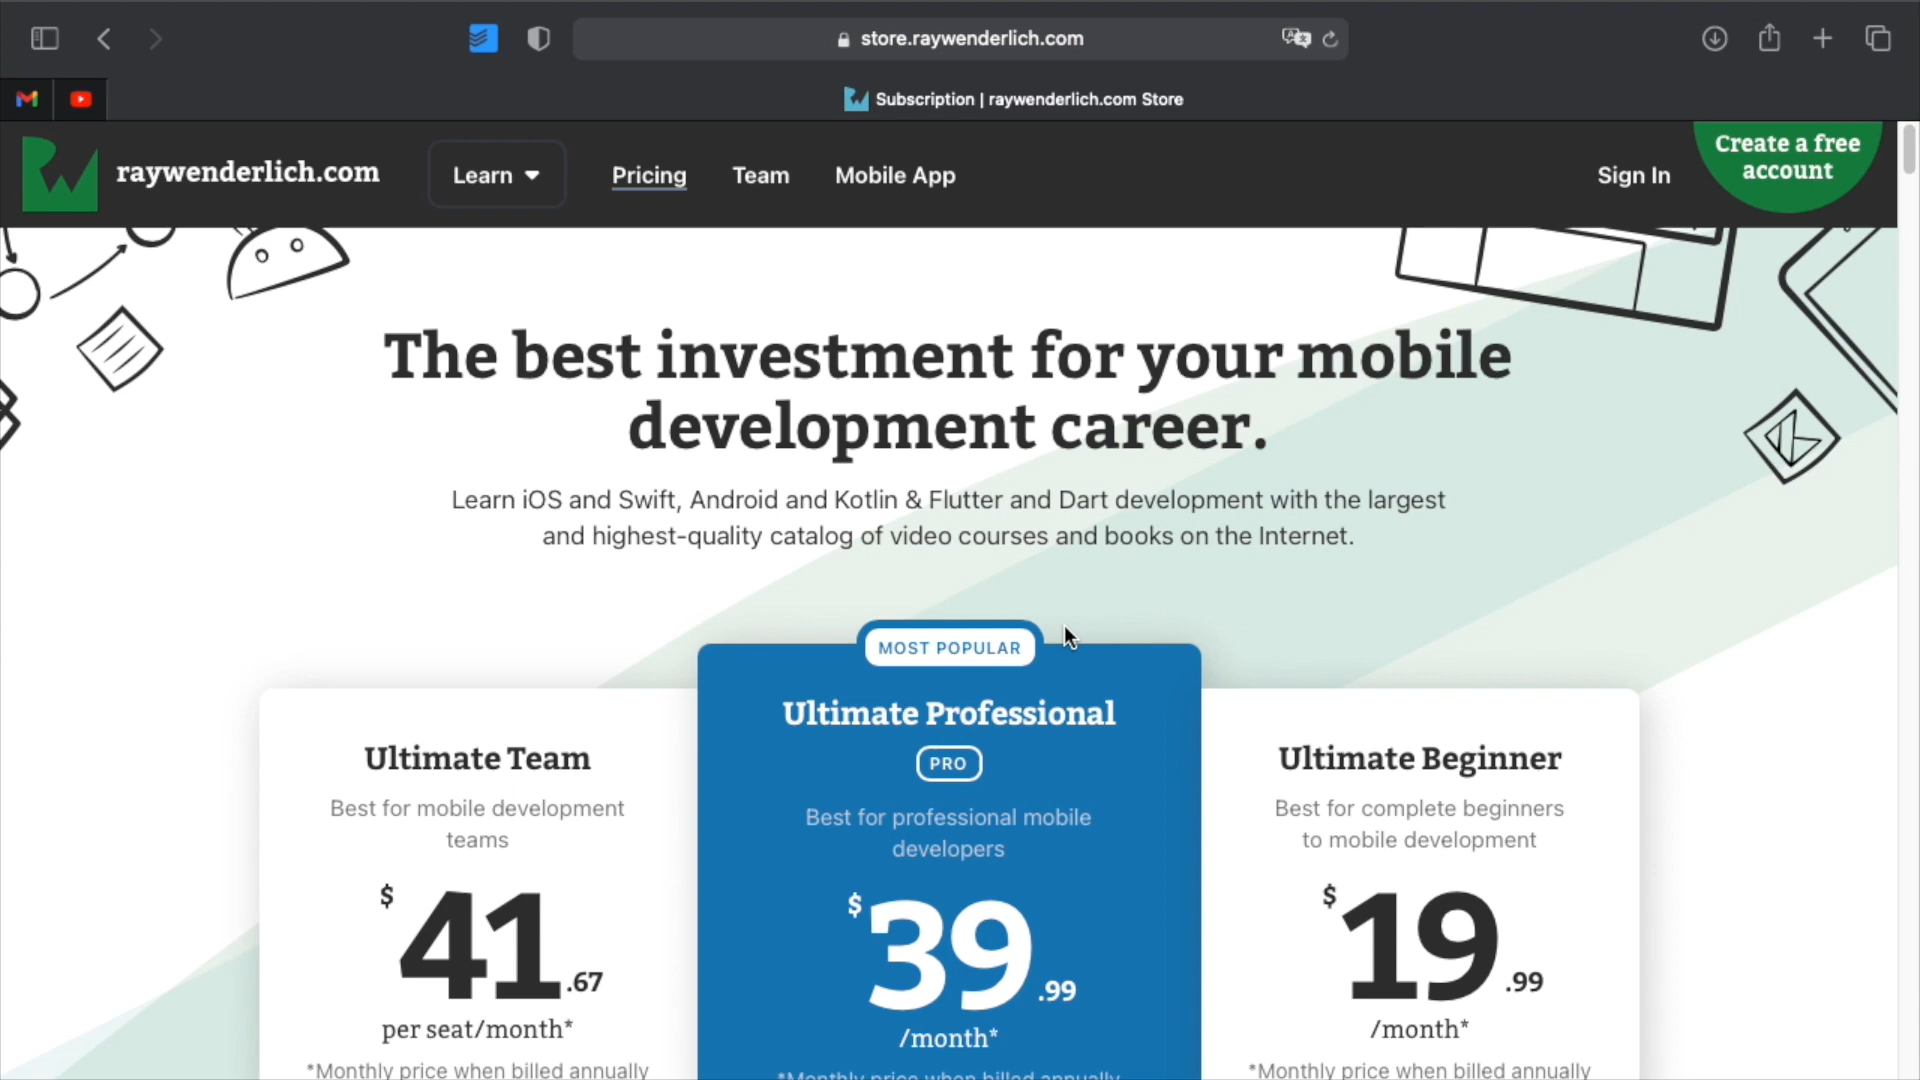 store.raywenderlich.com
Subscription | raywenderlich.com Store
raywenderlich.com
Learn
Pricing
Team
Mobile App
Sign In
Create a free
account
The best investment for your mobile
development career.
Learn iOS and Swift, Android and Kotlin & Flutter and Dart development with the largest
and highest-quality catalog of video courses and books on the Internet.
MOST POPULAR
Ultimate Team
Best for mobile development
teams
$41.67
per seat/month*
*Monthly price when billed annually
Ultimate Professional
PRO
Best for professional mobile
developers
$39.99
/month*
*Monthly price when billed annually
Ultimate Beginner
Best for complete beginners
to mobile development
$19.99
/month*
*Monthly price when billed annually